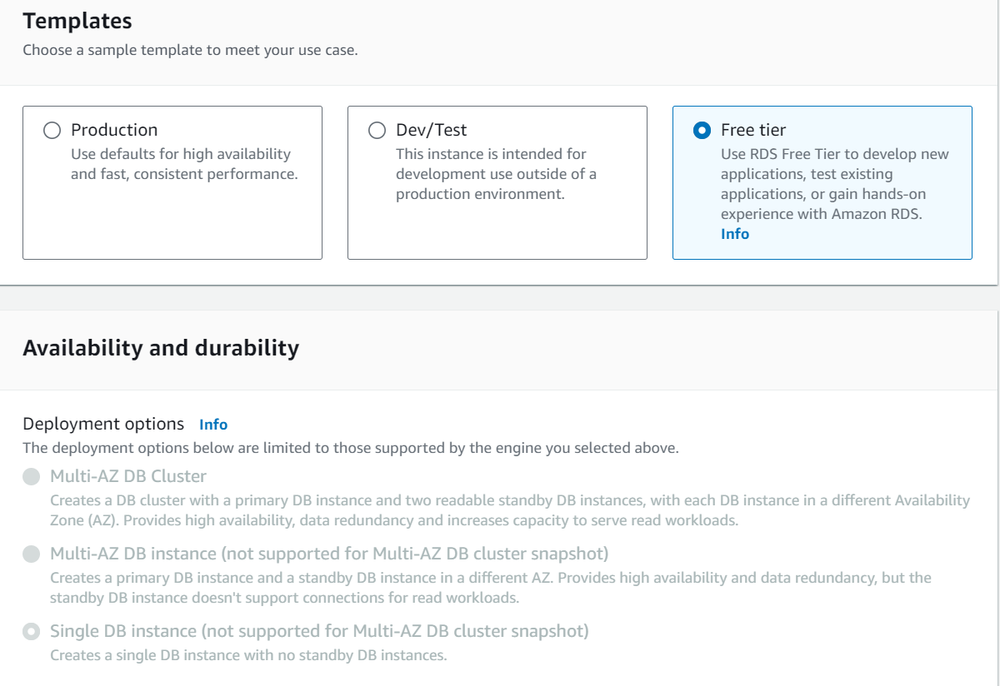 Templates
Choose a sample template to meet your use case.
Production
Use defaults for high availability
and fast, consistent performance.
Dev/Test
This instance is intended for
development use outside of a
production environment.
Free tier
Use RDS Free Tier to develop new
applications, test existing
applications, or gain hands-on
experience with Amazon RDS.
Info
Availability and durability
Deployment options Info
The deployment options below are limited to those supported by the engine you selected above.
Multi-AZ DB Cluster
Creates a DB cluster with a primary DB instance and two readable standby DB instances, with each DB instance in a different Availability
Zone (AZ). Provides high availability, data redundancy and increases capacity to serve read workloads.
Multi-AZ DB instance (not supported for Multi-AZ DB cluster snapshot)
Creates a primary DB instance and a standby DB instance in a different AZ. Provides high availability and data redundancy, but the
standby DB instance doesn't support connections for read workloads.
Single DB instance (not supported for Multi-AZ DB cluster snapshot)
Creates a single DB instance with no standby DB instances.